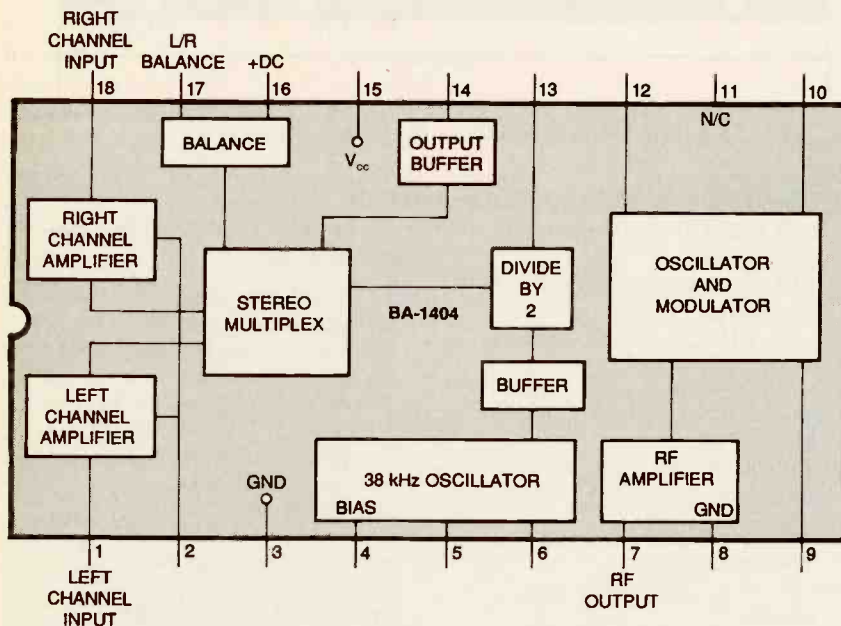 RIGHT
CHANNEL
INPUT
L/R
BALANCE
+DC
18
17
16
15
14
13
12
11
10
N/C
BALANCE
V_cc
OUTPUT
BUFFER
RIGHT
CHANNEL
AMPLIFIER
STEREO
MULTIPLEX
BA-1404
DIVIDE
BY
2
OSCILLATOR
AND
MODULATOR
BUFFER
LEFT
CHANNEL
AMPLIFIER
GND
38 kHz OSCILLATOR
BIAS
RF
AMPLIFIER
GND
1
2
3
4
5
6
7
8
9
LEFT
CHANNEL
INPUT
RF
OUTPUT